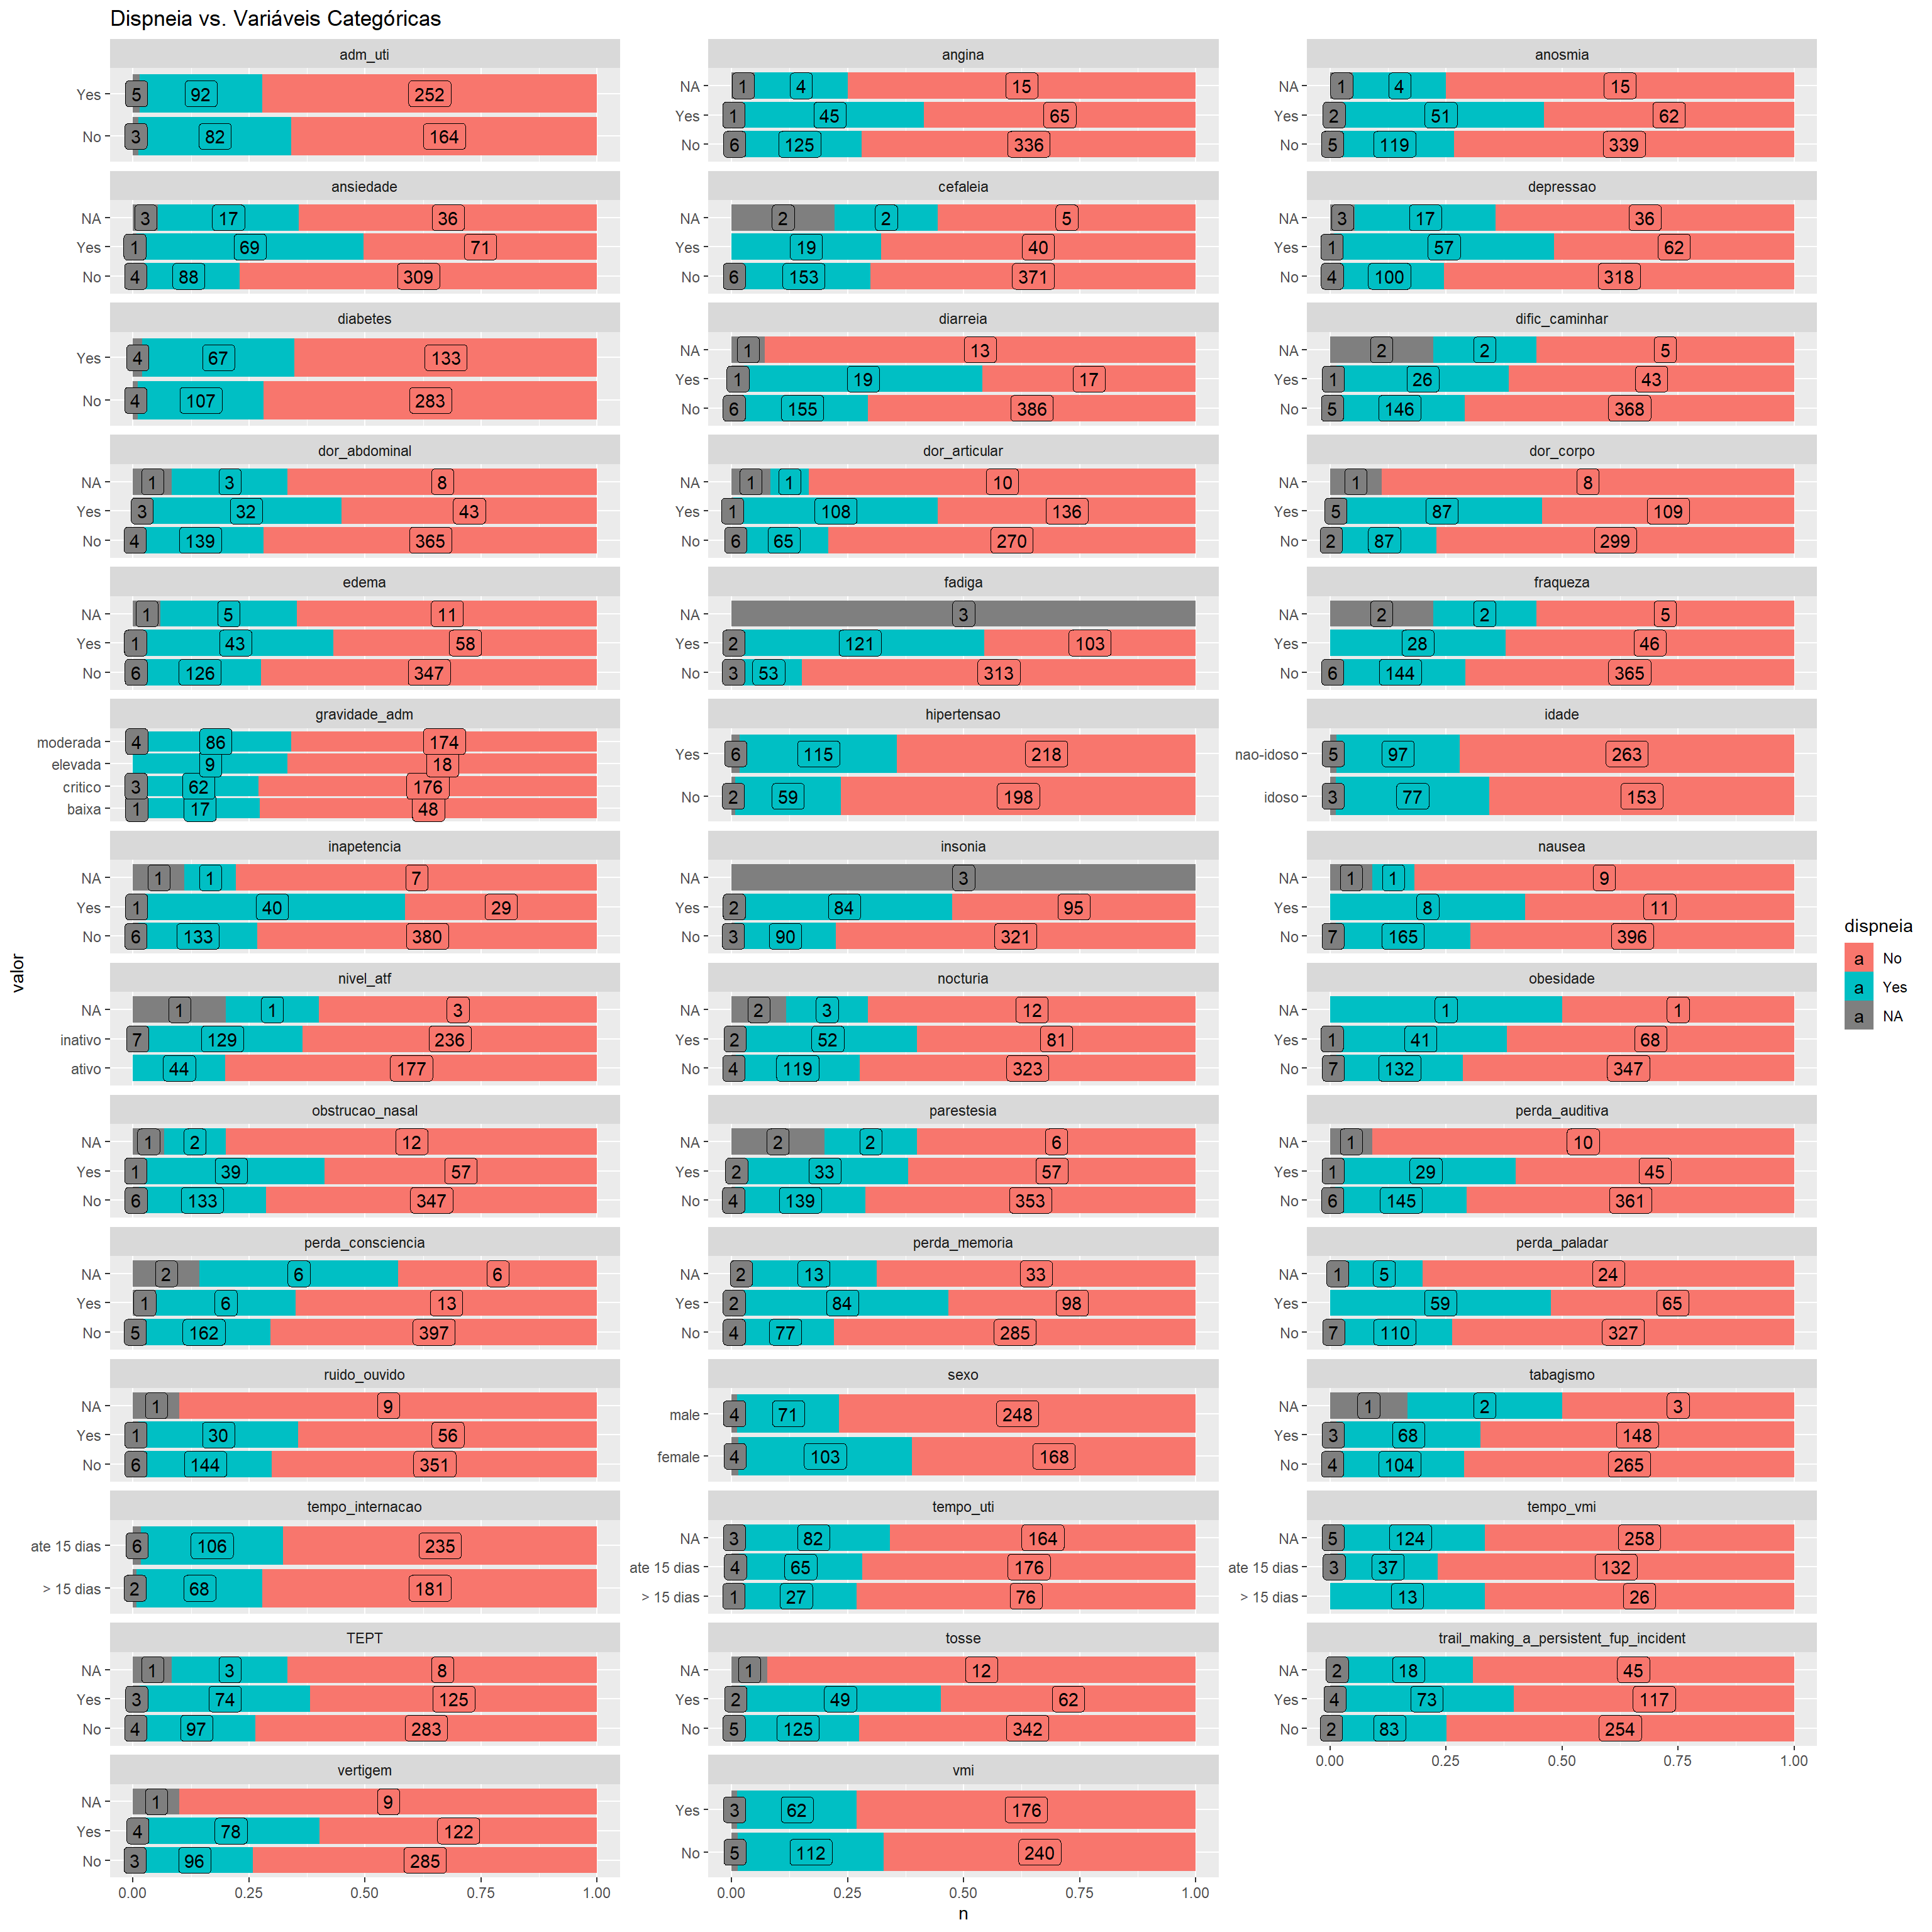 Dispneia vs. Variáveis Categóricas
adm_uti
Yes 5 92 252
No 3 82 164
angina
NA 1 4 15
Yes 1 45 65
No 6 125 336
anosmia
NA 1 4 15
Yes 2 51 62
No 5 119 339
ansiedade
NA 3 17 36
Yes 1 69 71
No 4 88 309
cefaleia
NA 2 2 5
Yes 19 40
No 6 153 371
depressao
NA 3 17 36
Yes 1 57 62
No 4 100 318
diabetes
Yes 4 67 133
No 4 107 283
diarreia
NA 1 13
Yes 1 19 17
No 6 155 386
dific_caminhar
NA 2 2 5
Yes 1 26 43
No 5 146 368
dor_abdominal
NA 1 3 8
Yes 3 32 43
No 4 139 365
dor_articular
NA 1 1 10
Yes 1 108 136
No 6 65 270
dor_corpo
NA 1 8
Yes 5 87 109
No 2 87 299
edema
NA 1 5 11
Yes 1 43 58
No 6 126 347
fadiga
NA 3
Yes 2 121 103
No 3 53 313
fraqueza
NA 2 2 5
Yes 28 46
No 6 144 365
gravidade_adm
moderada 4 86 174
elevada 9 18
critico 3 62 176
baixa 1 17 48
hipertensao
Yes 6 115 218
No 2 59 198
idade
nao-idoso 5 97 263
idoso 3 77 153
inapetencia
NA 1 1 7
Yes 1 40 29
No 6 133 380
insonia
NA 3
Yes 2 84 95
No 3 90 321
nausea
NA 1 1 9
Yes 8 11
No 7 165 396
nivel_atf
NA 1 1 3
inativo 7 129 236
ativo 44 177
nocturia
NA 2 3 12
Yes 2 52 81
No 4 119 323
obesidade
NA 1 1
Yes 1 41 68
No 7 132 347
obstrucao_nasal
NA 1 2 12
Yes 1 39 57
No 6 133 347
parestesia
NA 2 2 6
Yes 2 33 57
No 4 139 353
perda_auditiva
NA 1 10
Yes 1 29 45
No 6 145 361
perda_consciencia
NA 2 6 6
Yes 1 6 13
No 5 162 397
perda_memoria
NA 2 13 33
Yes 2 84 98
No 4 77 285
perda_paladar
NA 1 5 24
Yes 59 65
No 7 110 327
ruido_ouvido
NA 1 9
Yes 1 30 56
No 6 144 351
sexo
male 4 71 248
female 4 103 168
tabagismo
NA 1 2 3
Yes 3 68 148
No 4 104 265
tempo_internacao
ate 15 dias 6 106 235
> 15 dias 2 68 181
tempo_uti
NA 3 82 164
ate 15 dias 4 65 176
> 15 dias 1 27 76
tempo_vmi
NA 5 124 258
ate 15 dias 3 37 132
> 15 dias 13 26
TEPT
NA 1 3 8
Yes 3 74 125
No 4 97 283
tosse
NA 1 12
Yes 2 49 62
No 5 125 342
trail_making_a_persistent_fup_incident
NA 2 18 45
Yes 4 73 117
No 2 83 254
0.00 0.25 0.50 0.75 1.00
vertigem
NA 1 9
Yes 4 78 122
No 3 96 285
0.00 0.25 0.50 0.75 1.00
vmi
Yes 3 62 176
No 5 112 240
0.00 0.25 0.50 0.75 1.00
n
valor
dispneia
a No
a Yes
a NA